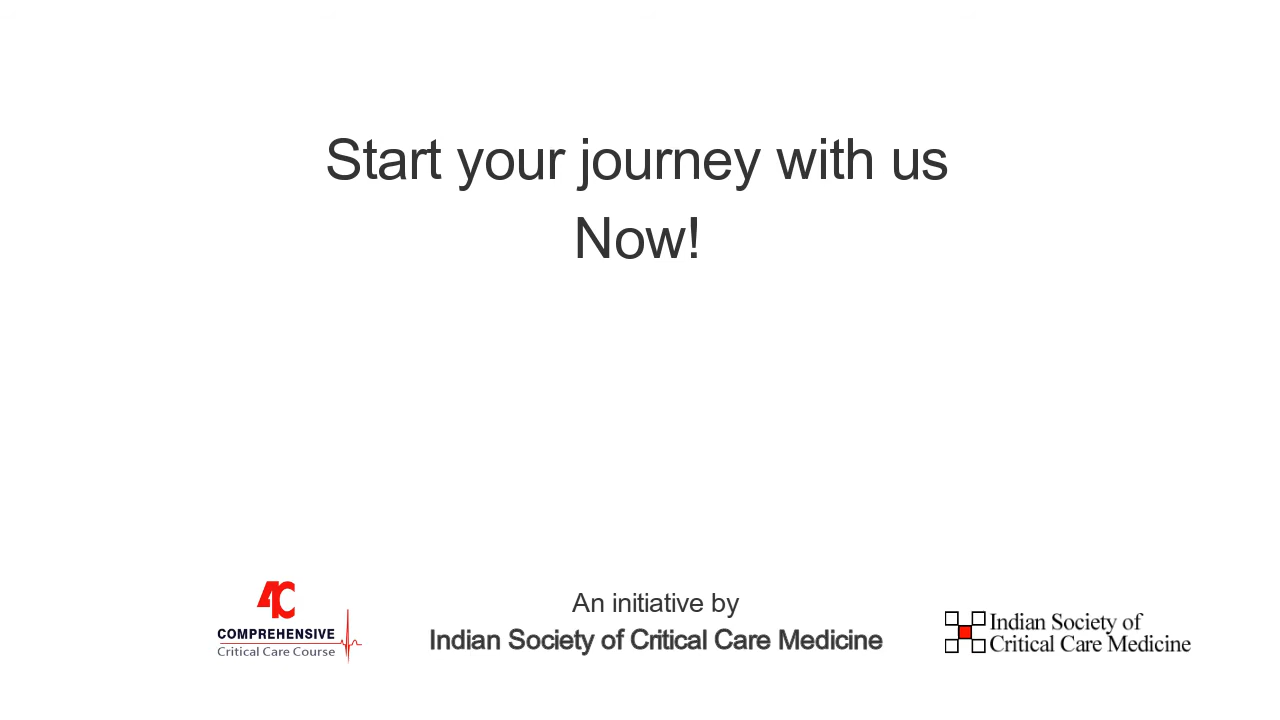 Start your journey with us
Now!
4C
COMPREHENSIVE
Critical Care Course
An initiative by
Indian Society of Critical Care Medicine
Indian Society of
Critical Care Medicine